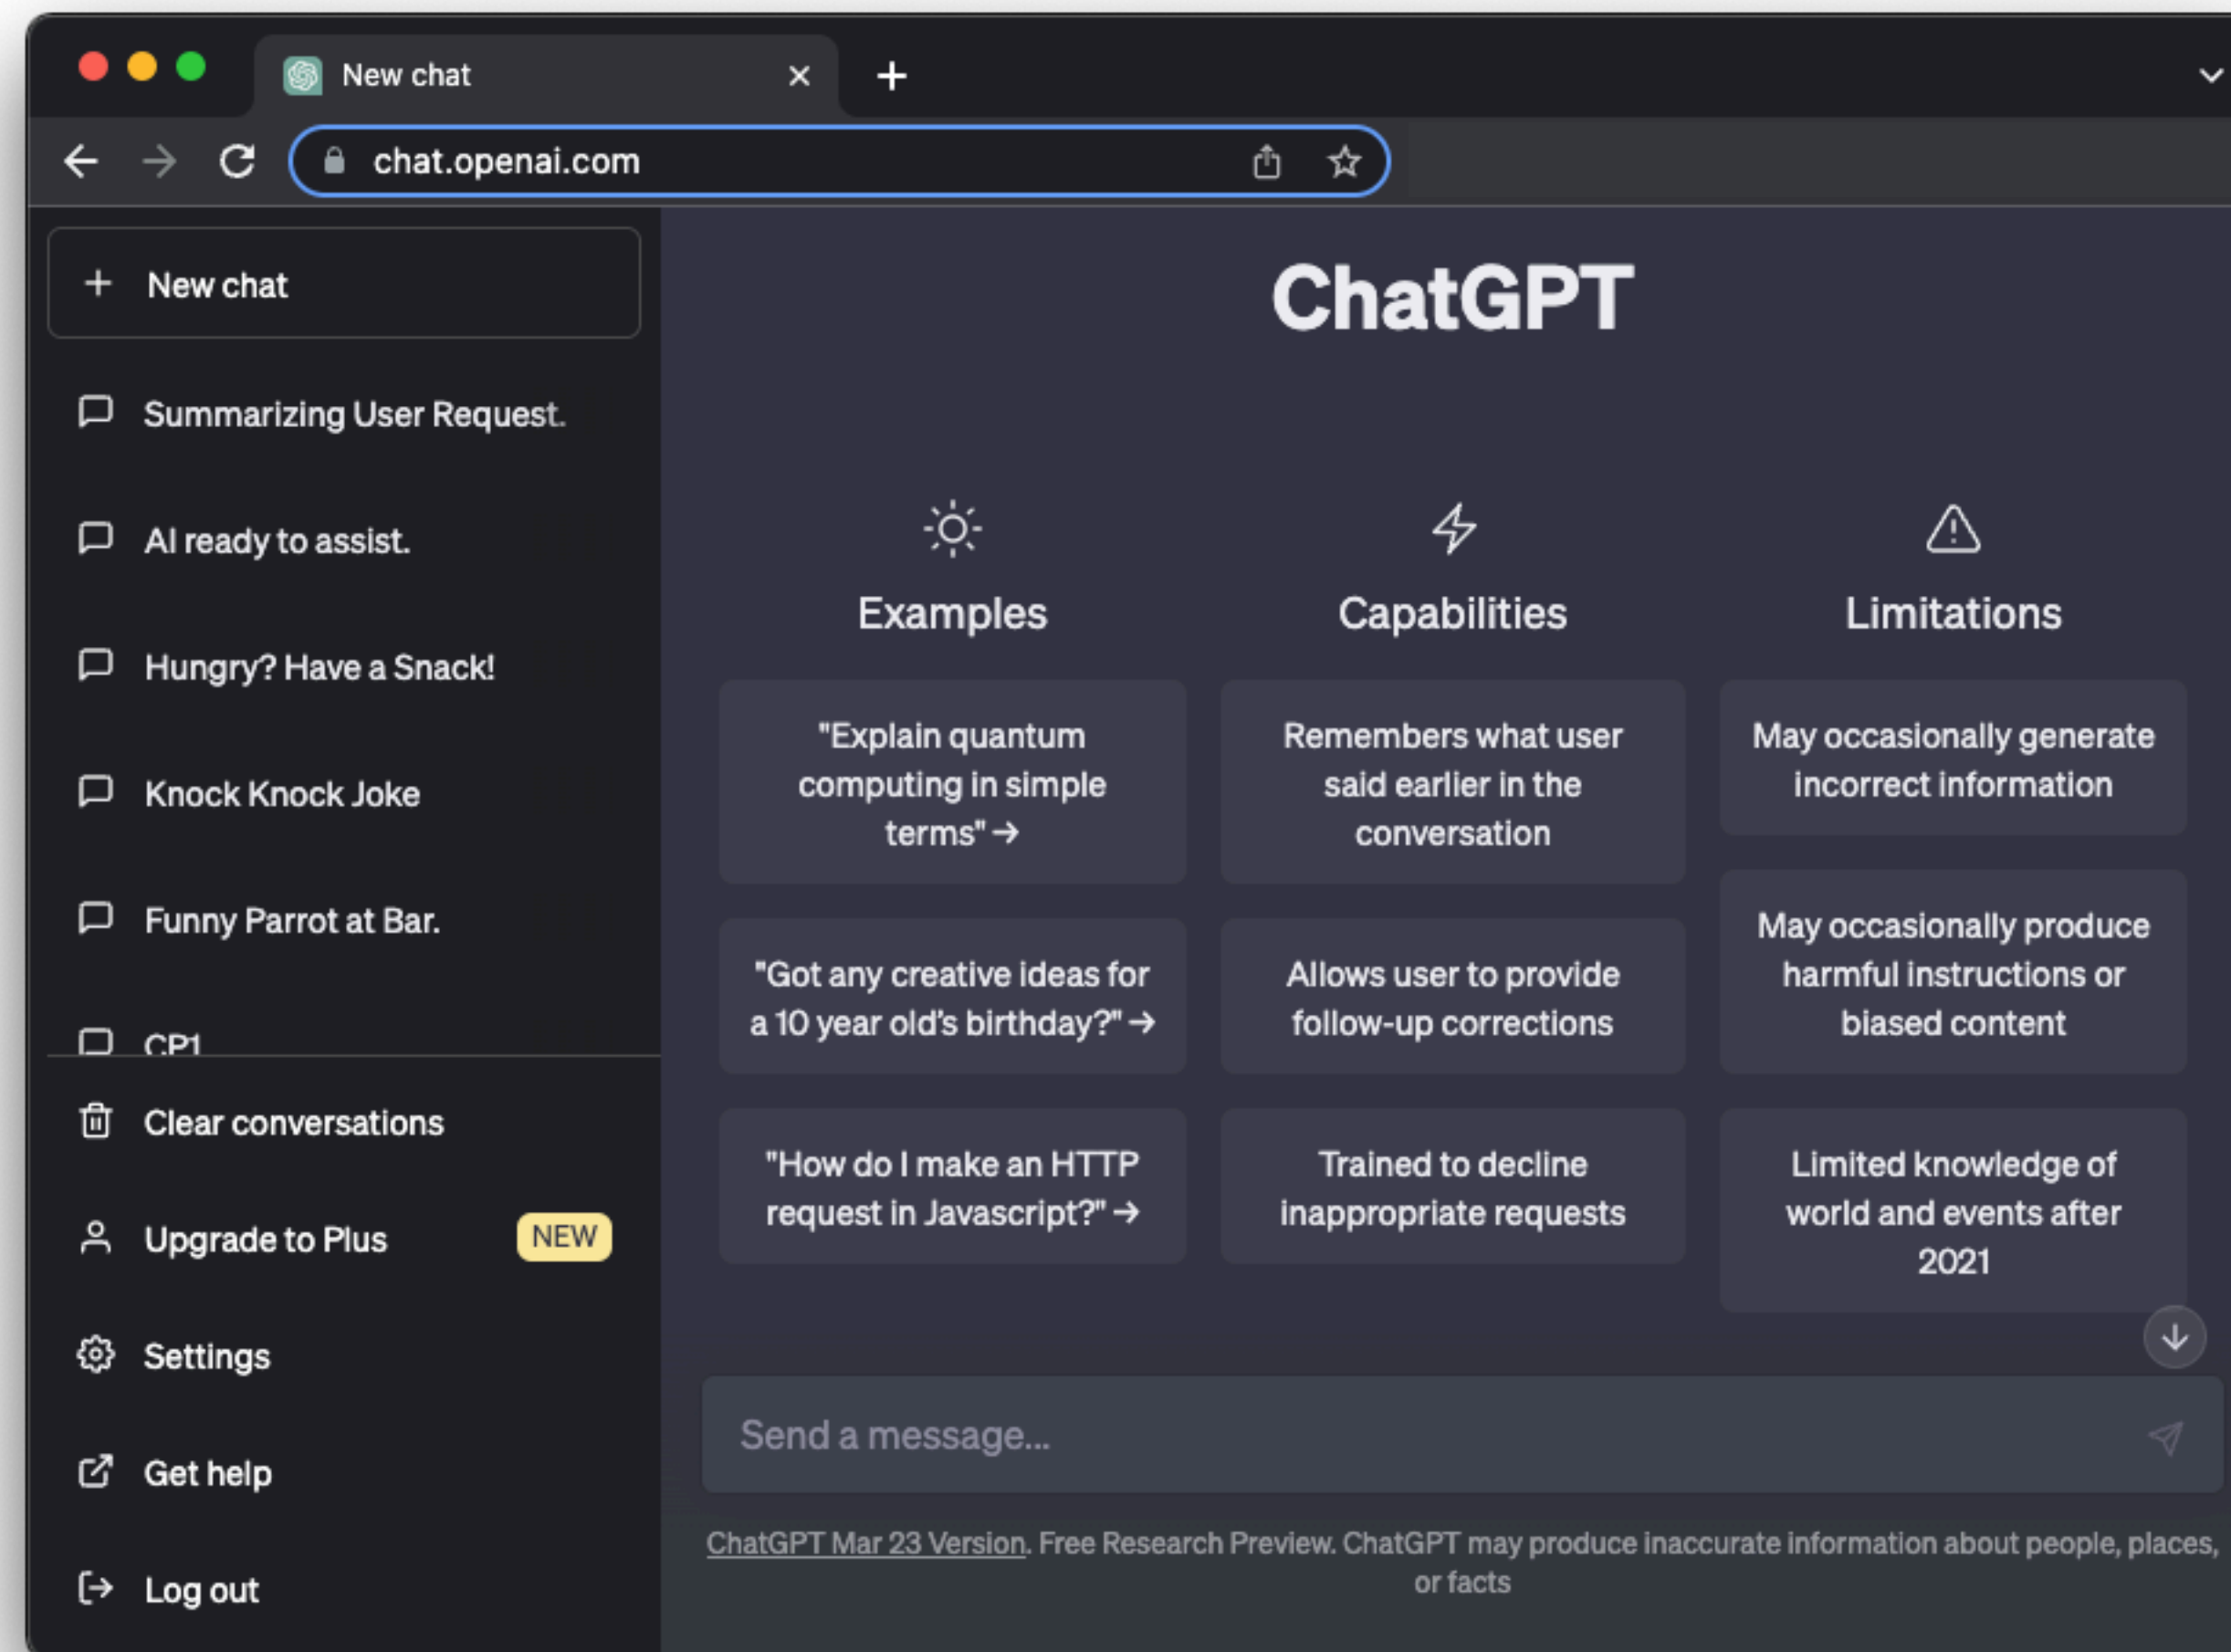 New chat
chat.openai.com
New chat
Summarizing User Request.
AI ready to assist.
Hungry? Have a Snack!
Knock Knock Joke
Funny Parrot at Bar.
CP1
Clear conversations
Upgrade to Plus NEW
Settings
Get help
Log out
ChatGPT
Examples
"Explain quantum
computing in simple
terms" →
"Got any creative ideas for
a 10 year old's birthday?" →
"How do I make an HTTP
request in Javascript?" →
Capabilities
Remembers what user
said earlier in the
conversation
Allows user to provide
follow-up corrections
Trained to decline
inappropriate requests
Limitations
May occasionally generate
incorrect information
May occasionally produce
harmful instructions or
biased content
Limited knowledge of
world and events after
2021
Send a message...
ChatGPT Mar 23 Version. Free Research Preview. ChatGPT may produce inaccurate information about people, places,
or facts